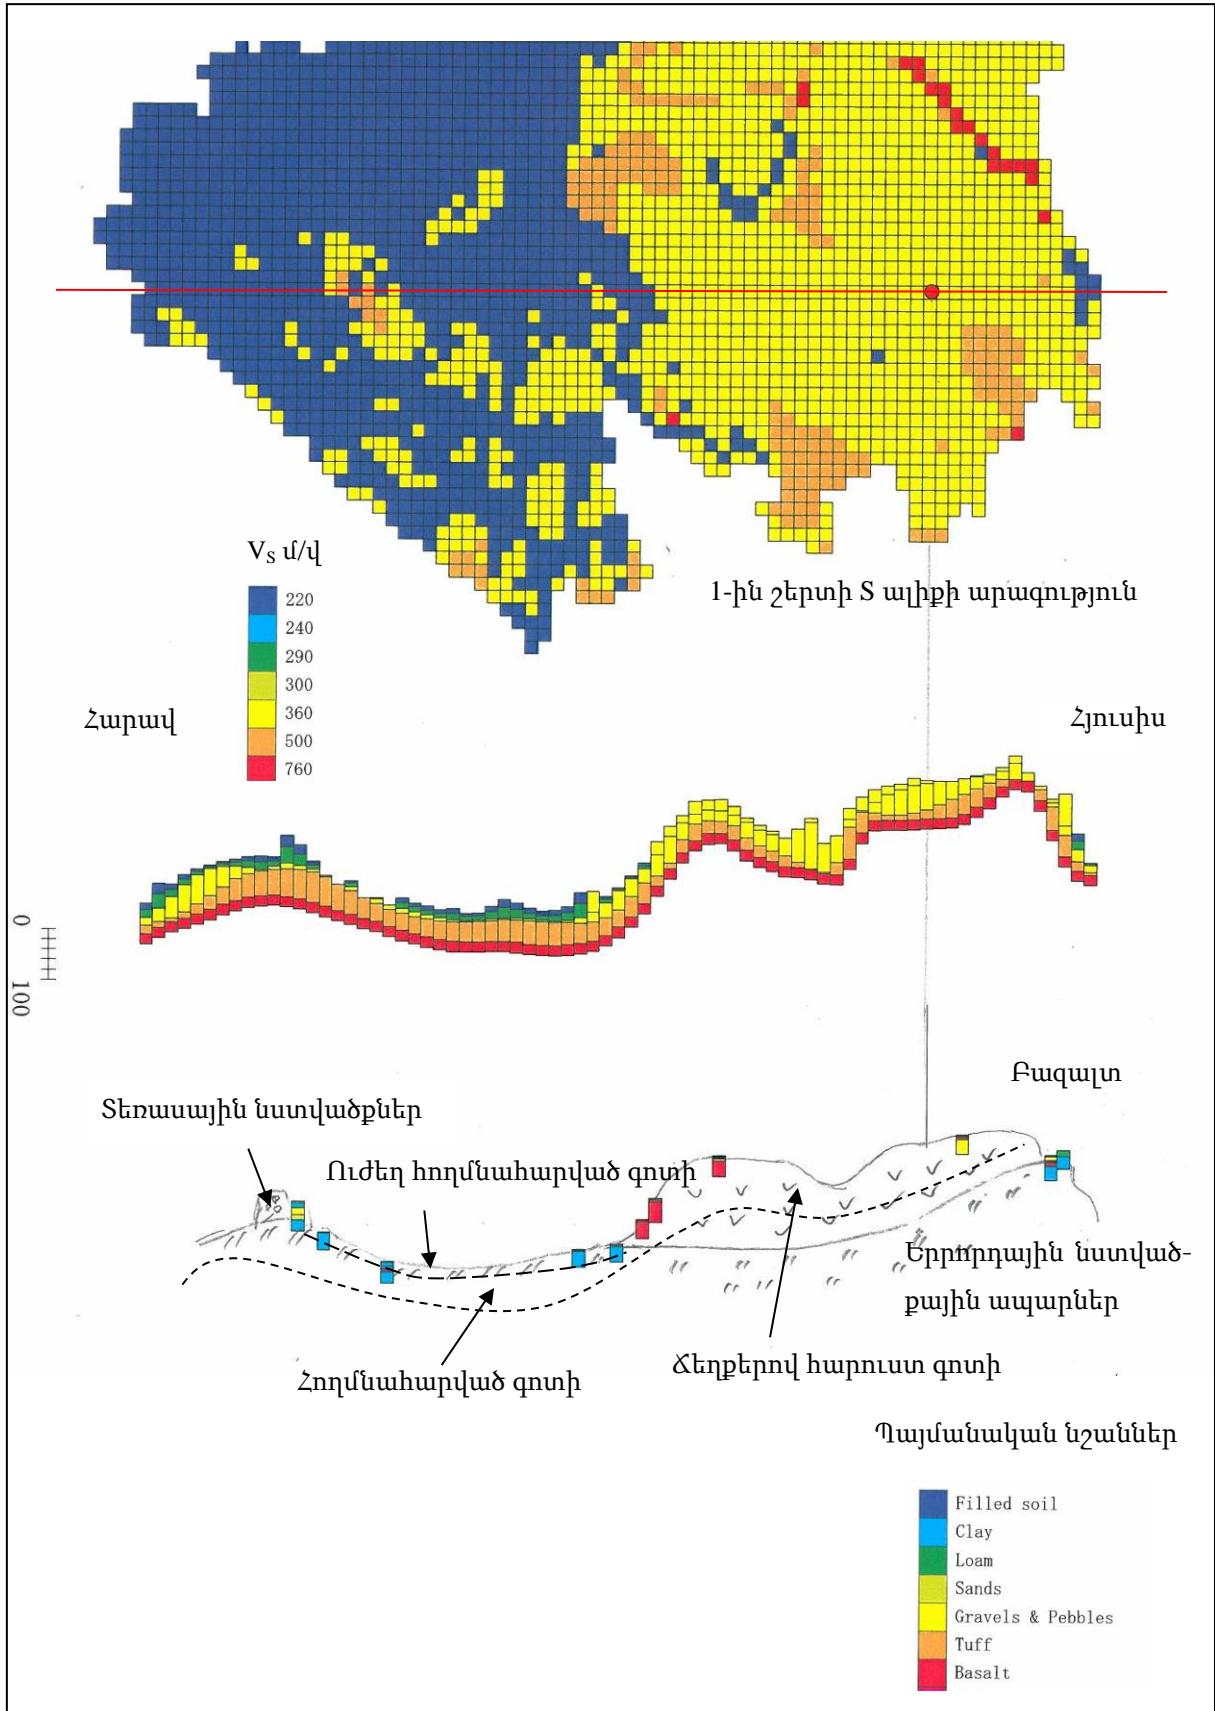 V_S մ/վ
220
240
290
300
360
500
760
1-ին շերտի S ալիքի արագություն
Հարավ
Հյուսիս
0
100
Բազալտ
Տեռասային նստվածքներ
Ուժեղ հողմնահարված գոտի
Երրորդային նստված-
քային ապարներ
Ճեղքերով հարուստ գոտի
Հողմնահարված գոտի
Պայմանական նշաններ
Filled soil
Clay
Loam
Sands
Gravels & Pebbles
Tuff
Basalt